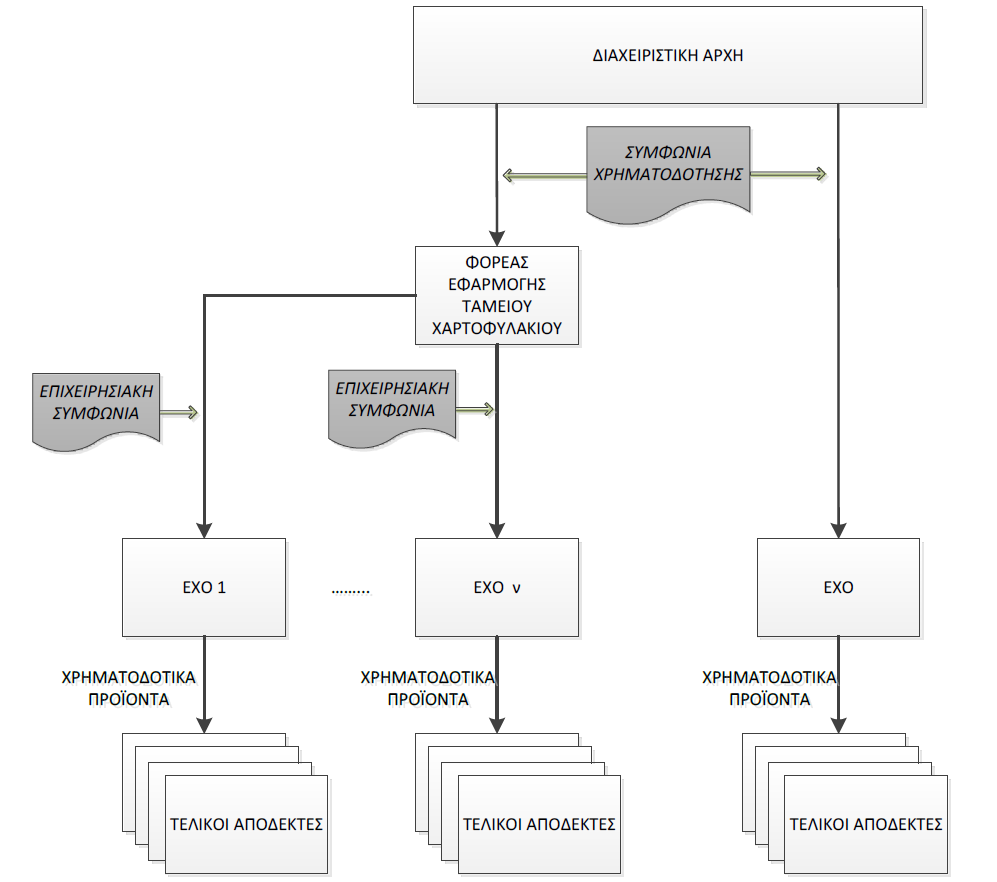 ΔΙΑΧΕΙΡΙΣΤΙΚΗ ΑΡΧΗ
ΣΥΜΦΩΝΙΑ
ΧΡΗΜΑΤΟΔΟΤΗΣΗΣ
ΦΟΡΕΑΣ
ΕΦΑΡΜΟΓΗΣ
ΤΑΜΕΙΟΥ
ΧΑΡΤΟΦΥΛΑΚΙΟΥ
ΕΠΙΧΕΙΡΗΣΙΑΚΗ
ΣΥΜΦΩΝΙΑ
ΕΠΙΧΕΙΡΗΣΙΑΚΗ
ΣΥΜΦΩΝΙΑ
ΕΧΟ 1
.........
ΕΧΟ ν
ΕΧΟ
ΧΡΗΜΑΤΟΔΟΤΙΚΑ
ΠΡΟΪΟΝΤΑ
ΧΡΗΜΑΤΟΔΟΤΙΚΑ
ΠΡΟΪΟΝΤΑ
ΧΡΗΜΑΤΟΔΟΤΙΚΑ
ΠΡΟΪΟΝΤΑ
ΤΕΛΙΚΟΙ ΑΠΟΔΕΚΤΕΣ
ΤΕΛΙΚΟΙ ΑΠΟΔΕΚΤΕΣ
ΤΕΛΙΚΟΙ ΑΠΟΔΕΚΤΕΣ